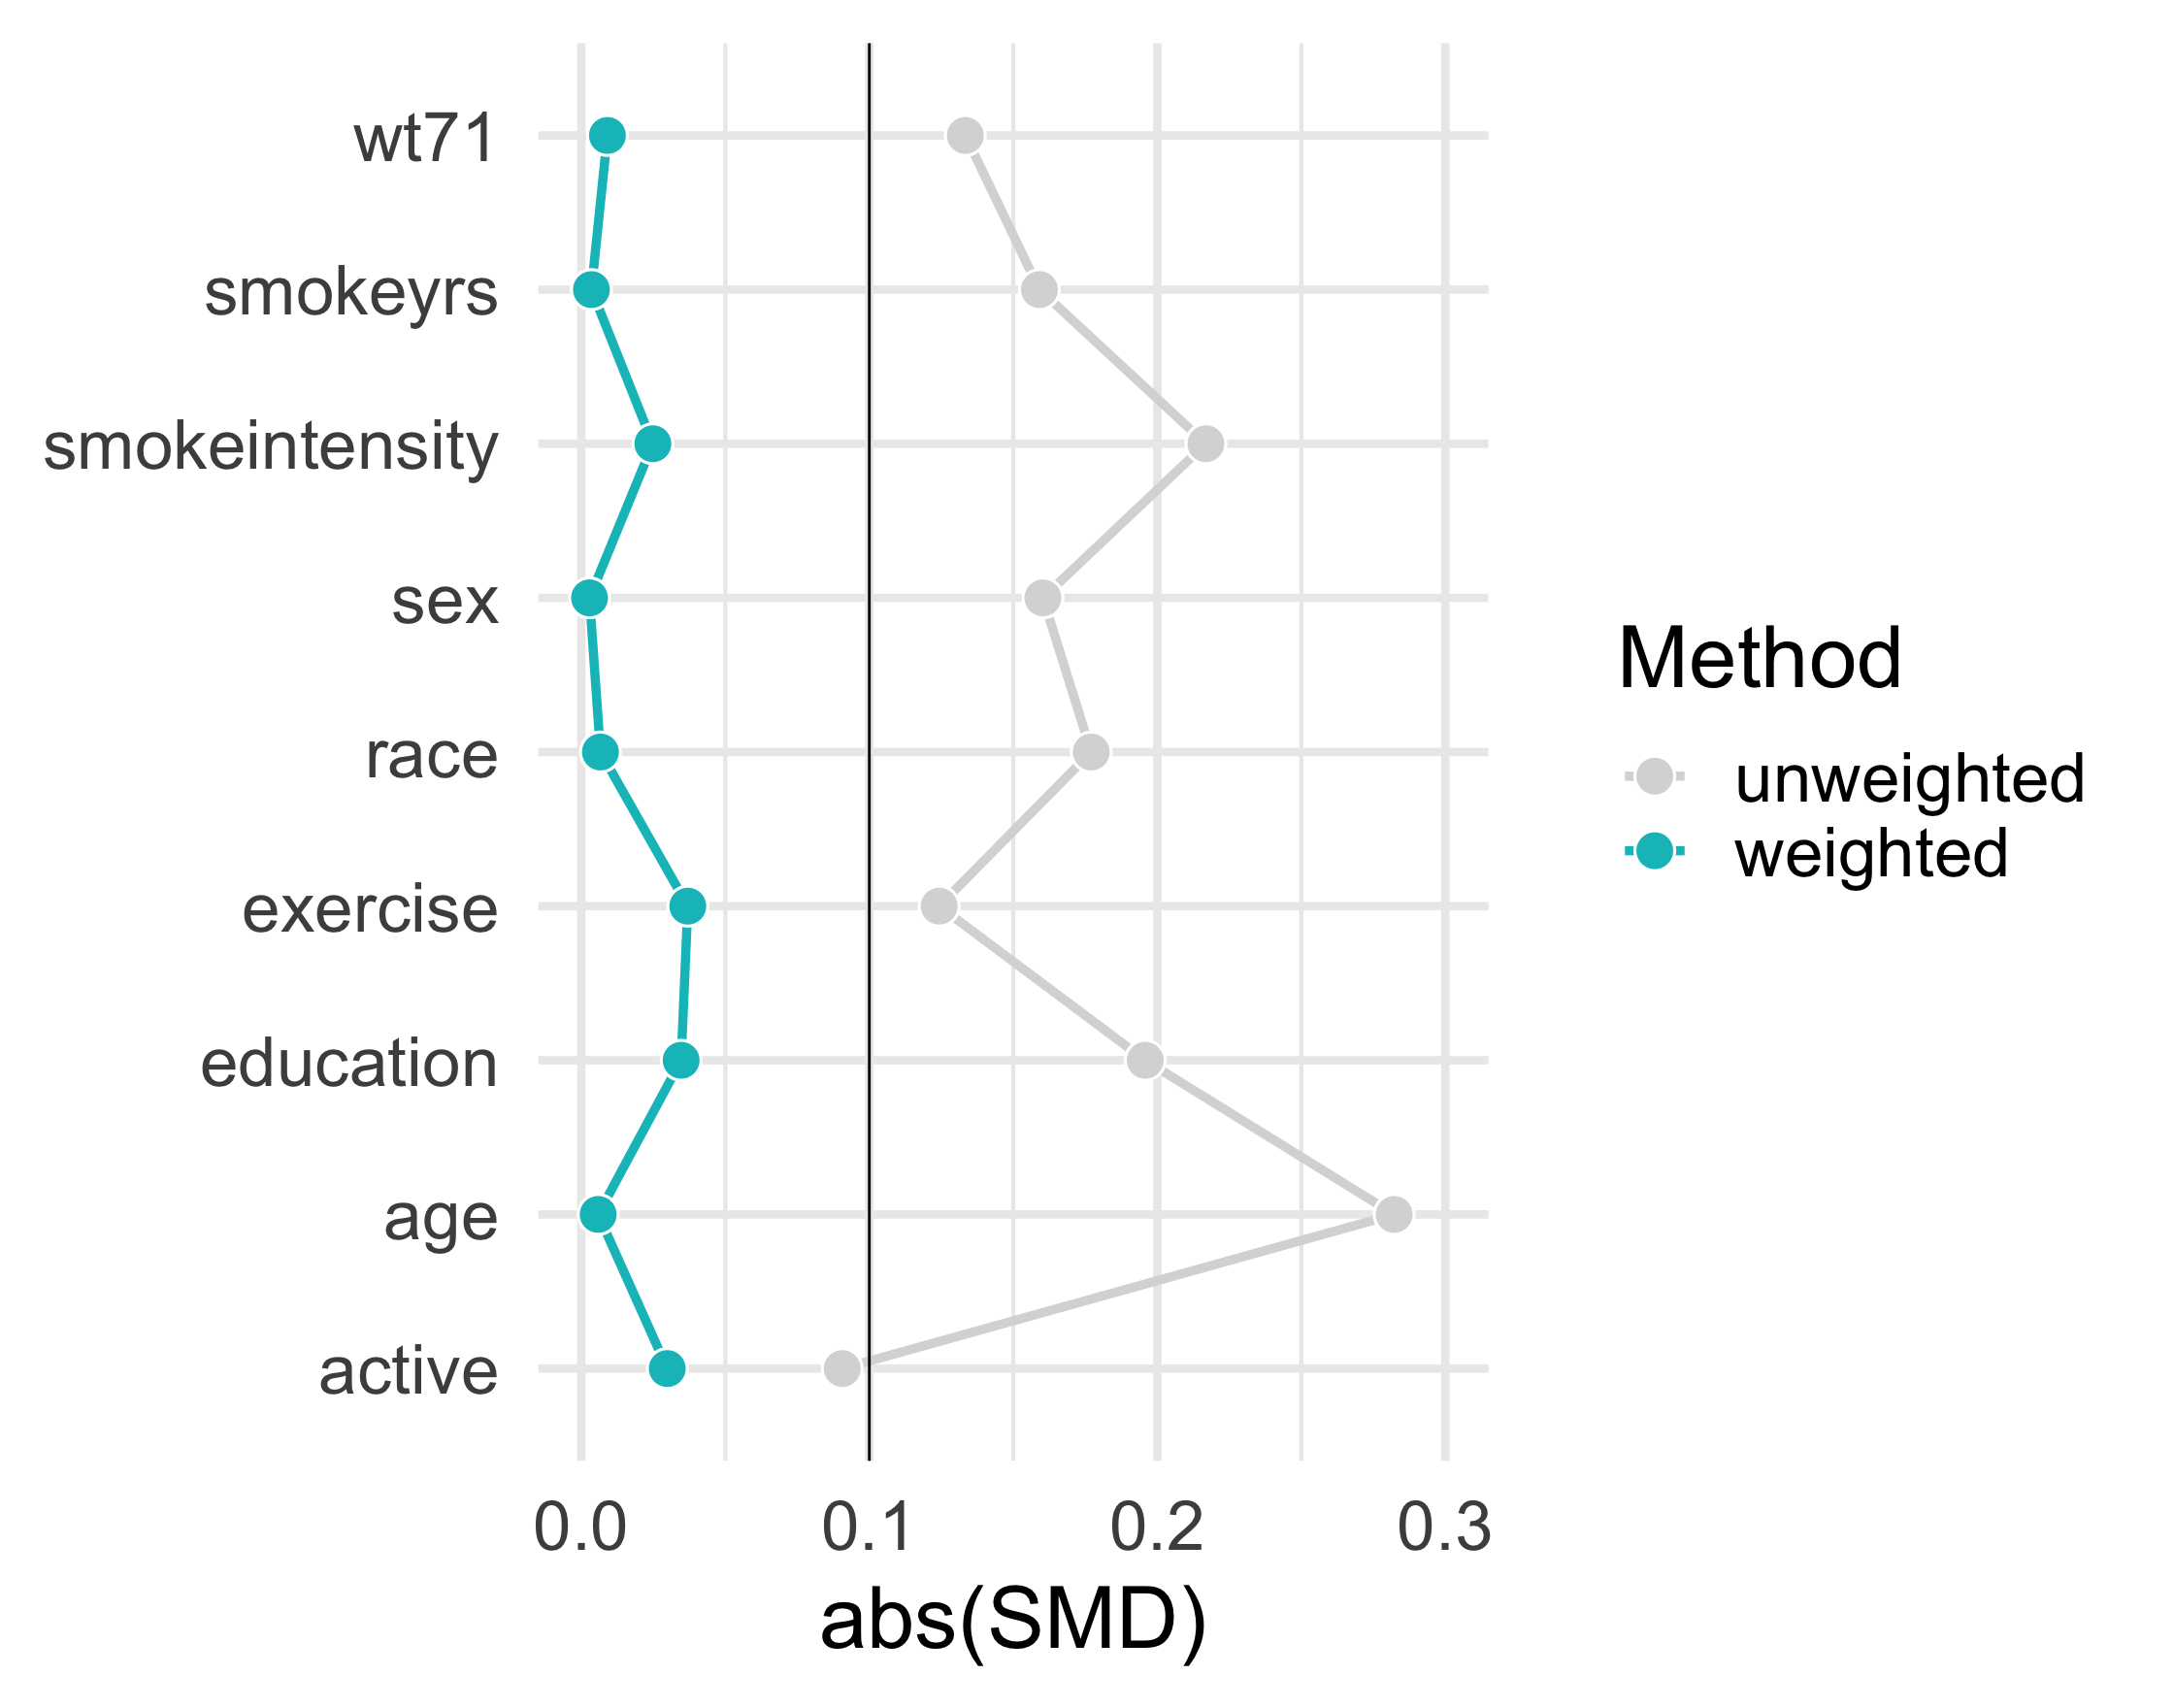 wt71
smokeyrs
smokeintensity
sex
race
exercise
education
age
active
0.0 0.1 0.2 0.3
abs(SMD)
Method
unweighted
weighted